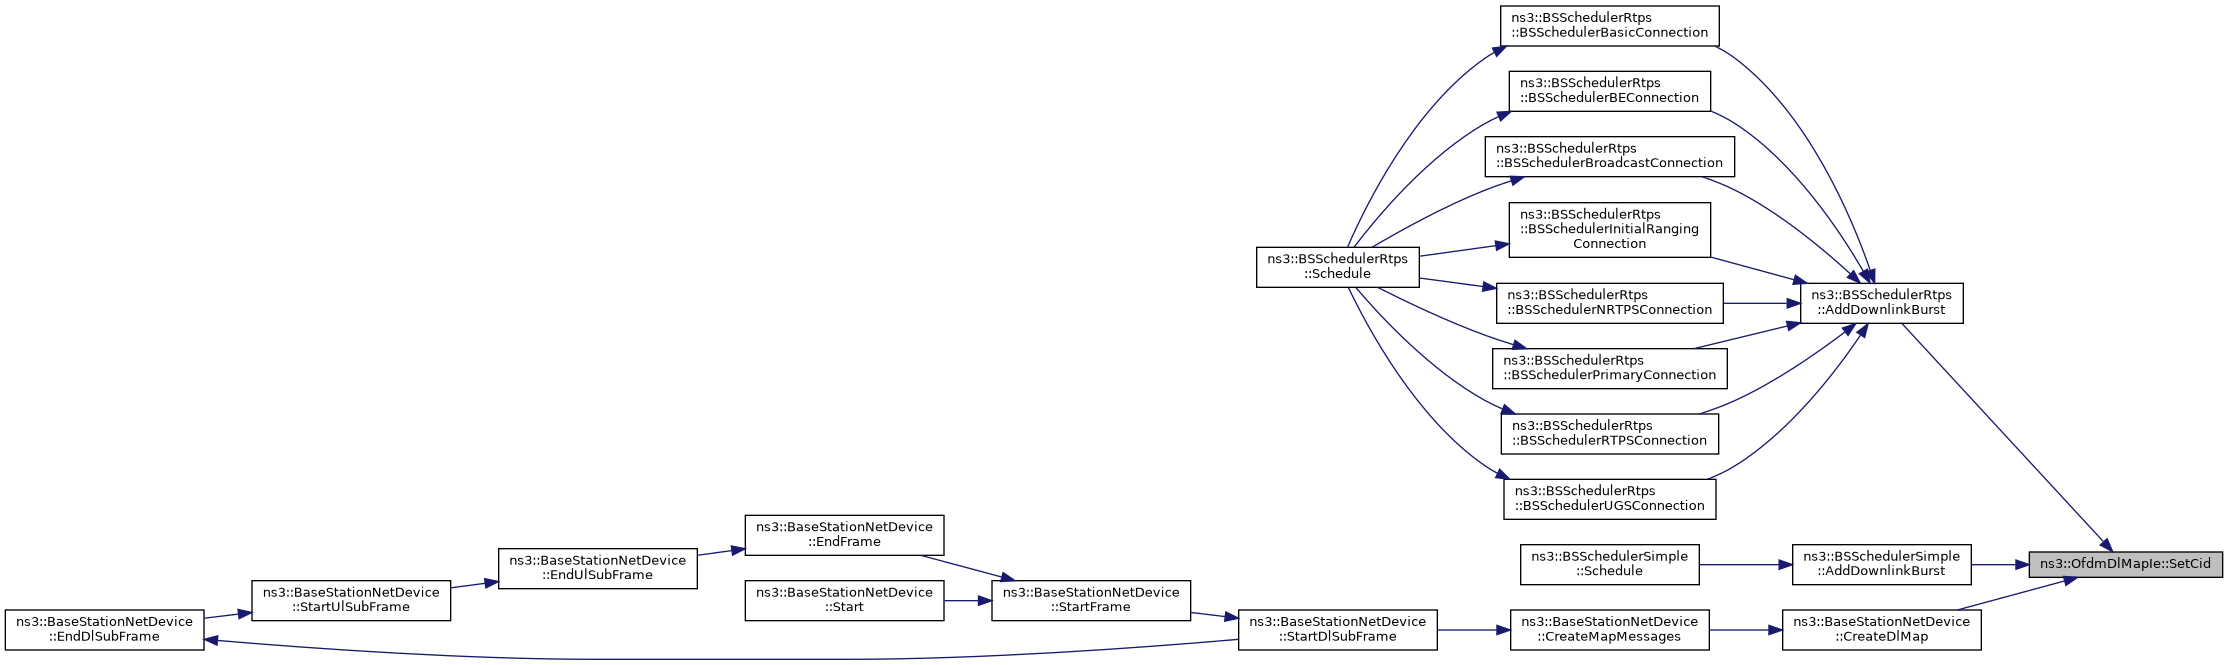 ns3::BSSchedulerRtps
::BSSchedulerBasicConnection
ns3::BSSchedulerRtps
::BSSchedulerBEConnection
ns3::BSSchedulerRtps
::BSSchedulerBroadcastConnection
ns3::BSSchedulerRtps
::BSSchedulerInitialRanging
Connection
ns3::BSSchedulerRtps
::Schedule
ns3::BSSchedulerRtps
::BSSchedulerNRTPSConnection
ns3::BSSchedulerRtps
::AddDownlinkBurst
ns3::BSSchedulerRtps
::BSSchedulerPrimaryConnection
ns3::BSSchedulerRtps
::BSSchedulerRTPSConnection
ns3::BSSchedulerRtps
::BSSchedulerUGSConnection
ns3::BaseStationNetDevice
::EndFrame
ns3::BaseStationNetDevice
::EndUlSubFrame
ns3::BSSchedulerSimple
::Schedule
ns3::BSSchedulerSimple
::AddDownlinkBurst
ns3::OfdmDlMapIe::SetCid
ns3::BaseStationNetDevice
::StartUlSubFrame
ns3::BaseStationNetDevice
::Start
ns3::BaseStationNetDevice
::StartFrame
ns3::BaseStationNetDevice
::EndDlSubFrame
ns3::BaseStationNetDevice
::StartDlSubFrame
ns3::BaseStationNetDevice
::CreateMapMessages
ns3::BaseStationNetDevice
::CreateDlMap